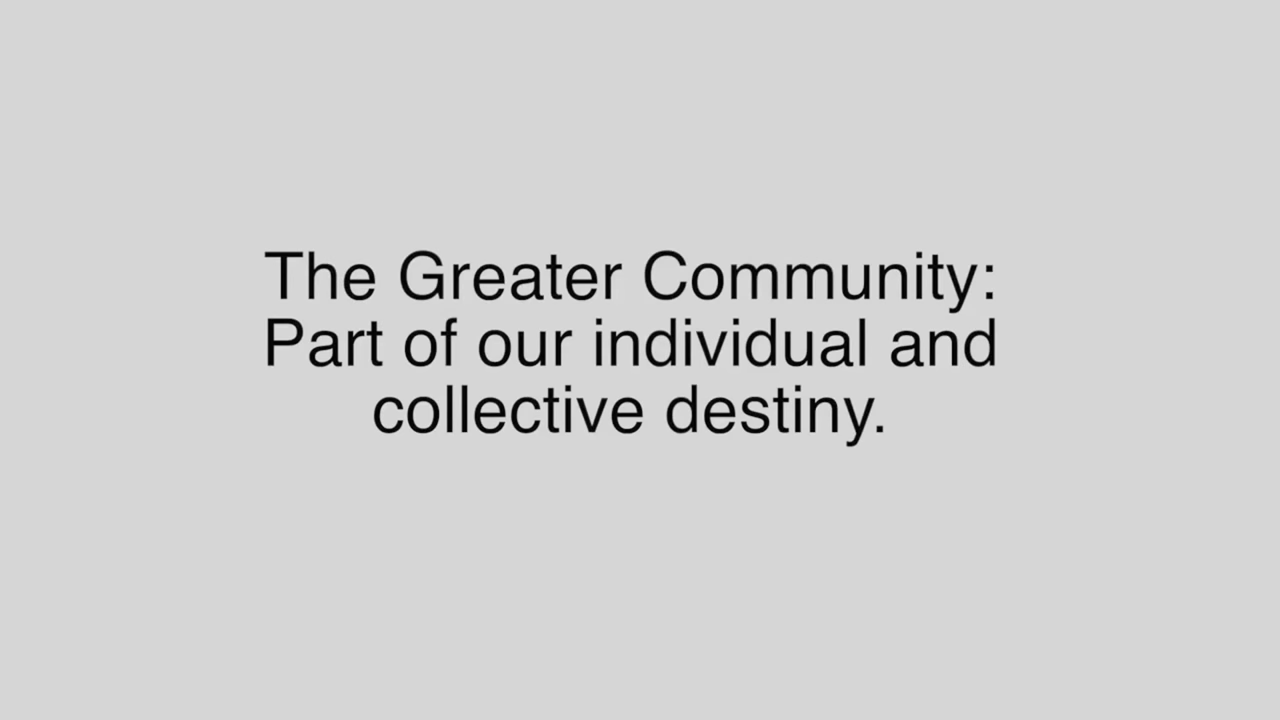 The Greater Community:
Part of our individual and
collective destiny.